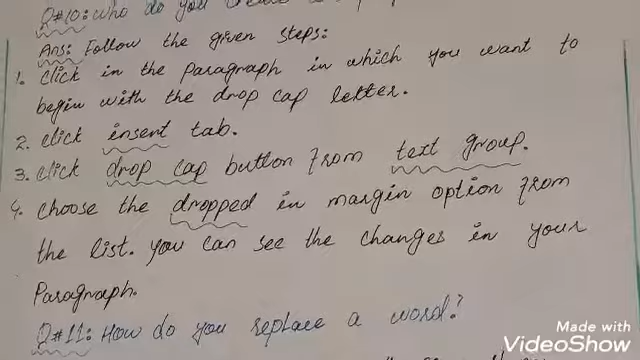 Q#10: do you
Ans: Follow the given steps:
1. click in the paragraph in which you want to
begin with the drop cap letter.
2. click insert tab.
3. click drop cap button from text group.
4. choose the dropped in margin option from
the list. you can see the changes in your
Paragraph.
Q#11: How do you replace a word?
Made with
VideoShow